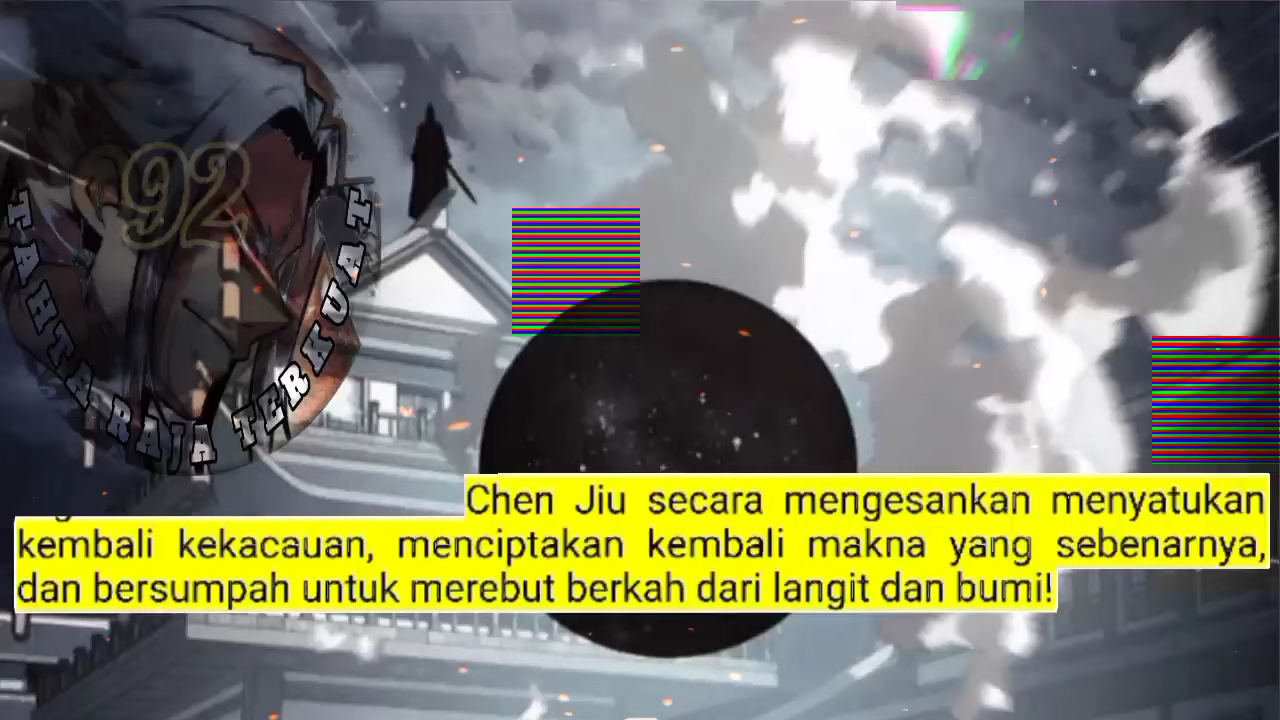 92
TAHTA RAJA TERKUAT
Chen Jiu secara mengesankan menyatukan
kembali kekacauan, menciptakan kembali makna yang sebenarnya,
dan bersumpah untuk merebut berkah dari langit dan bumi!